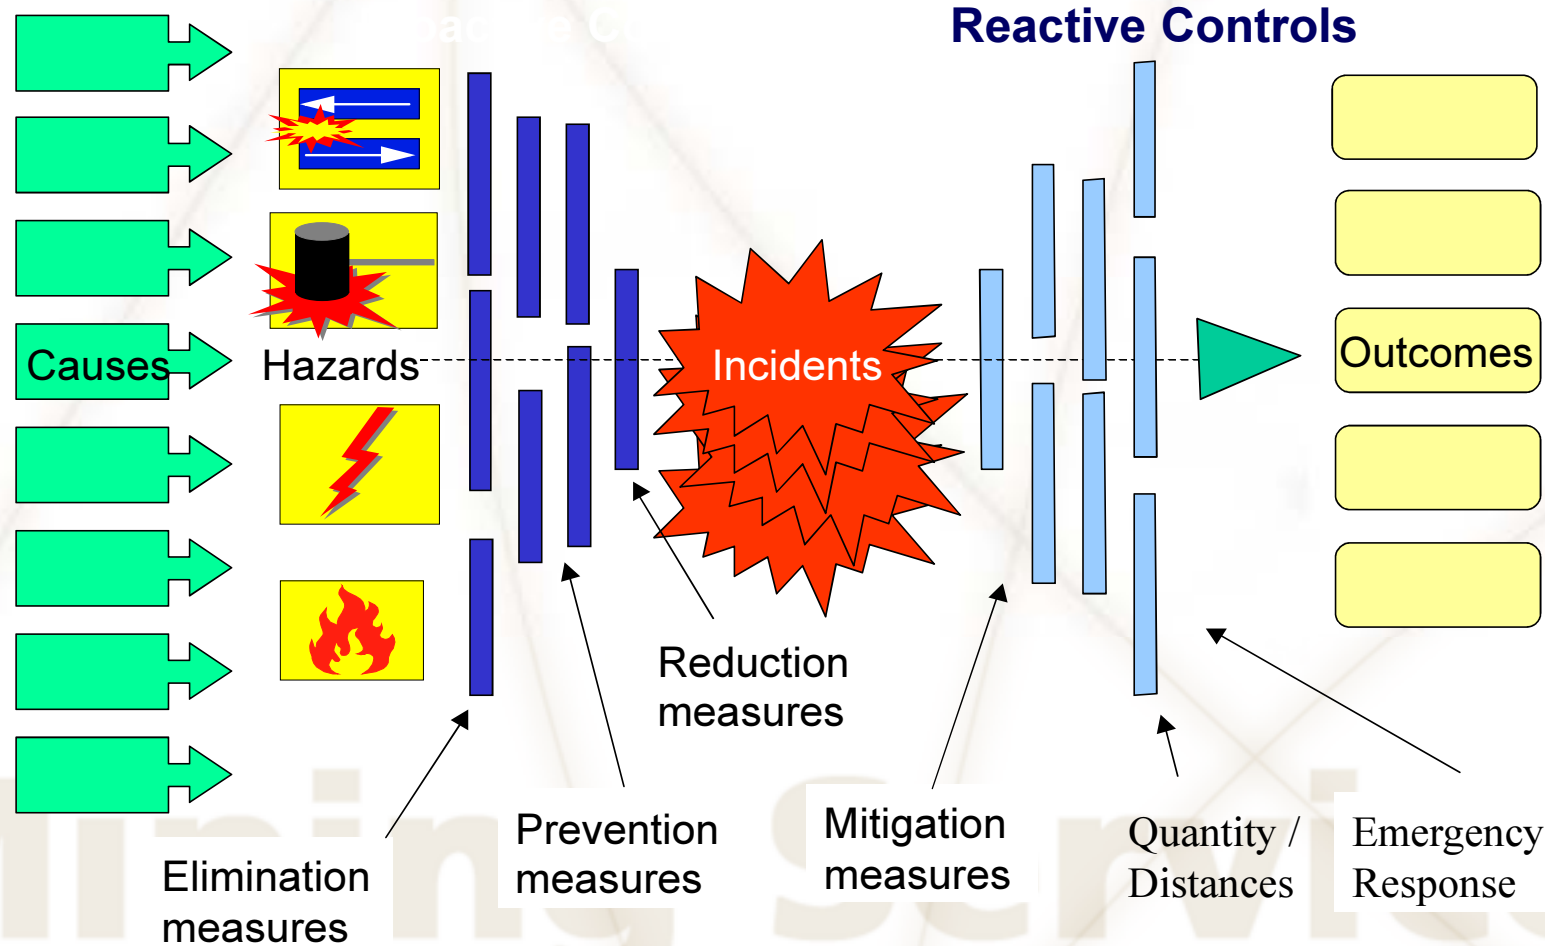 Reactive Controls
Causes
Hazards
Incidents
Outcomes
Reduction
measures
Prevention
measures
Elimination
measures
Mitigation
measures
Quantity /
Distances
Emergency
Response